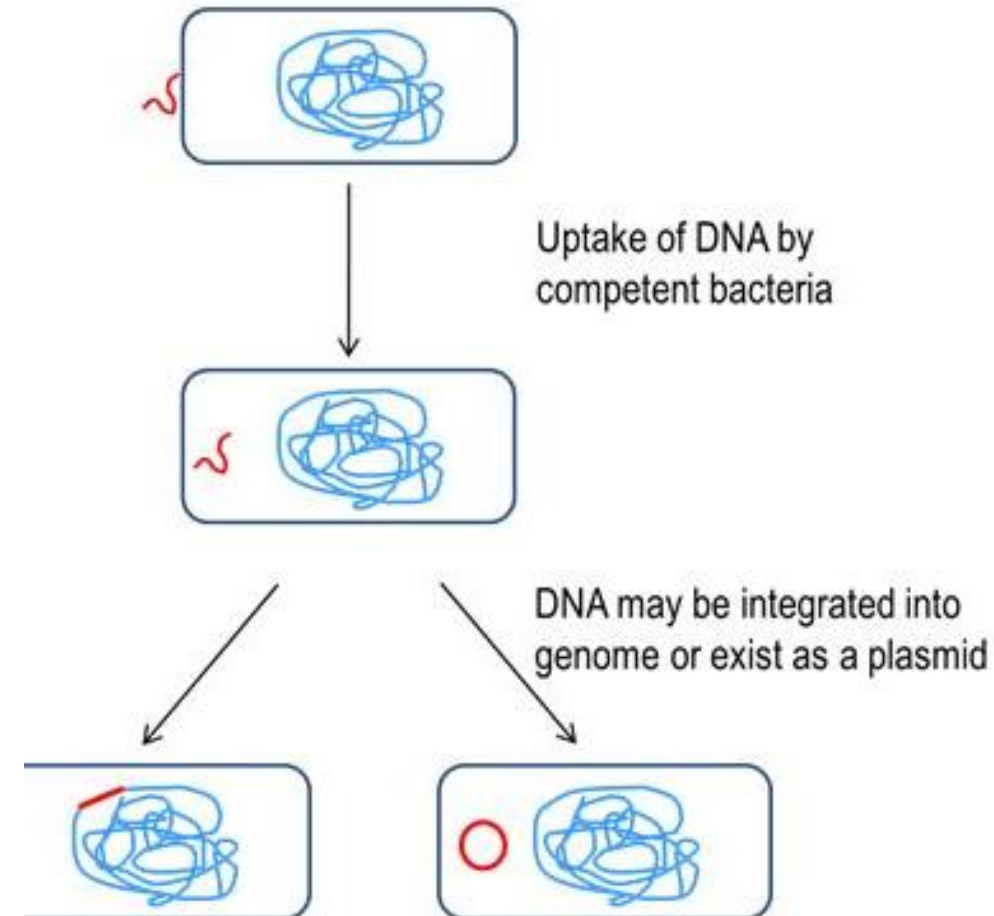 Uptake of DNA by
competent bacteria
DNA may be integrated into
genome or exist as a plasmid